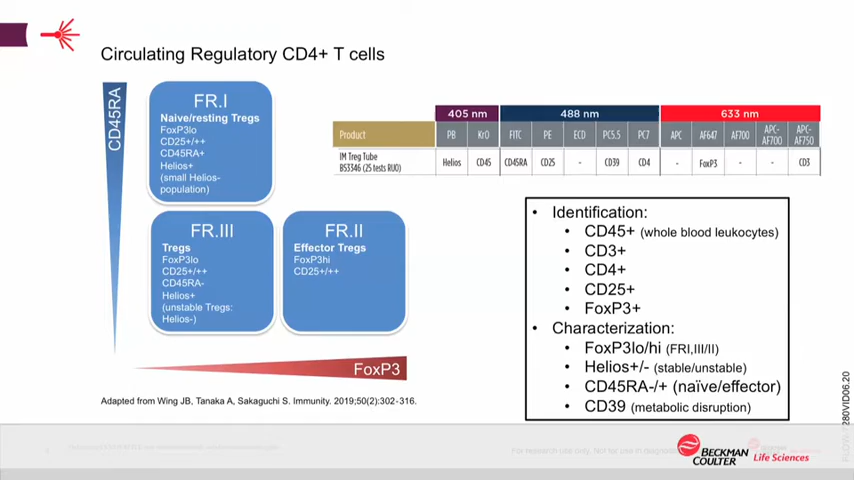 Circulating Regulatory CD4+ T cells
CD45RA
FR.I
Naive/resting Tregs
FoxP3lo
CD25+/++
CD45RA+
Helios+
(small Helios-
population)
FR.III
Tregs
FoxP3lo
CD25+/++
CD45RA-
Helios+
(unstable Tregs:
Helios-)
FR.II
Effector Tregs
FoxP3hi
CD25+/++
FoxP3
Adapted from Wing JB, Tanaka A, Sakaguchi S. Immunity. 2019;50(2):302-316.
405 nm 488 nm 633 nm
Product PB KrO FITC PE ECD PC5.5 PC7 APC AF647 AF700 APC-AF700 APC-AF750
IM Treg Tube
BS3346 (25 tests RUO) Helios CD45 CD45RA CD25 - CD39 CD4 - FoxP3 - - CD3
• Identification:
• CD45+ (whole blood leukocytes)
• CD3+
• CD4+
• CD25+
• FoxP3+
• Characterization:
• FoxP3lo/hi (FRI,III/II)
• Helios+/- (stable/unstable)
• CD45RA-/+ (naïve/effector)
• CD39 (metabolic disruption)
For research use only. Not for use in diagnostic
BECKMAN
COULTER
Life Sciences
280VID06.20